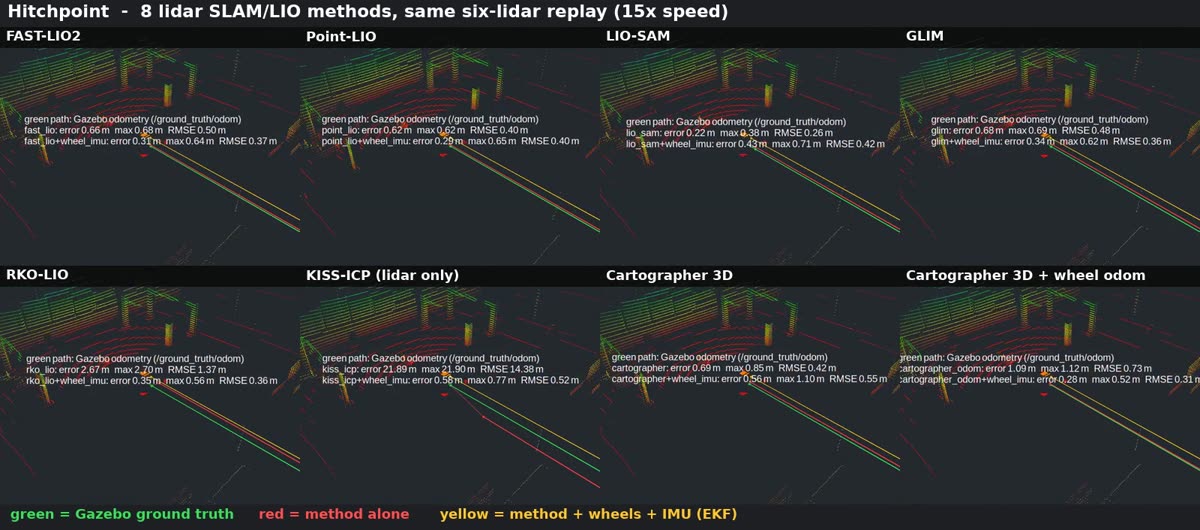 Hitchpoint - 8 lidar SLAM/LIO methods, same six-lidar replay (15x speed)
FAST-LIO2
green path: Gazebo odometry (/ground_truth/odom)
fast_lio: error 0.66 m max 0.68 m RMSE 0.50 m
fast_lio+wheel_imu: error 0.31 m max 0.64 m RMSE 0.37 m
Point-LIO
green path: Gazebo odometry (/ground_truth/odom)
point_lio: error 0.62 m max 0.62 m RMSE 0.40 m
point_lio+wheel_imu: error 0.29 m max 0.65 m RMSE 0.40 m
LIO-SAM
green path: Gazebo odometry (/ground_truth/odom)
lio_sam: error 0.22 m max 0.38 m RMSE 0.26 m
lio_sam+wheel_imu: error 0.43 m max 0.71 m RMSE 0.42 m
GLIM
green path: Gazebo odometry (/ground_truth/odom)
glim: error 0.68 m max 0.69 m RMSE 0.48 m
glim+wheel_imu: error 0.34 m max 0.62 m RMSE 0.36 m
RKO-LIO
green path: Gazebo odometry (/ground_truth/odom)
rko_lio: error 2.67 m max 2.70 m RMSE 1.37 m
rko_lio+wheel_imu: error 0.35 m max 0.56 m RMSE 0.36 m
KISS-ICP (lidar only)
green path: Gazebo odometry (/ground_truth/odom)
kiss_icp: error 21.89 m max 21.90 m RMSE 14.38 m
kiss_icp+wheel_imu: error 0.58 m max 0.77 m RMSE 0.52 m
Cartographer 3D
green path: Gazebo odometry (/ground_truth/odom)
cartographer: error 0.69 m max 0.85 m RMSE 0.42 m
cartographer+wheel_imu: error 0.56 m max 1.10 m RMSE 0.55 m
Cartographer 3D + wheel odom
green path: Gazebo odometry (/ground_truth/odom)
cartographer_odom: error 1.09 m max 1.12 m RMSE 0.73 m
cartographer_odom+wheel_imu: error 0.28 m max 0.52 m RMSE 0.31 m
green = Gazebo ground truth red = method alone yellow = method + wheels + IMU (EKF)